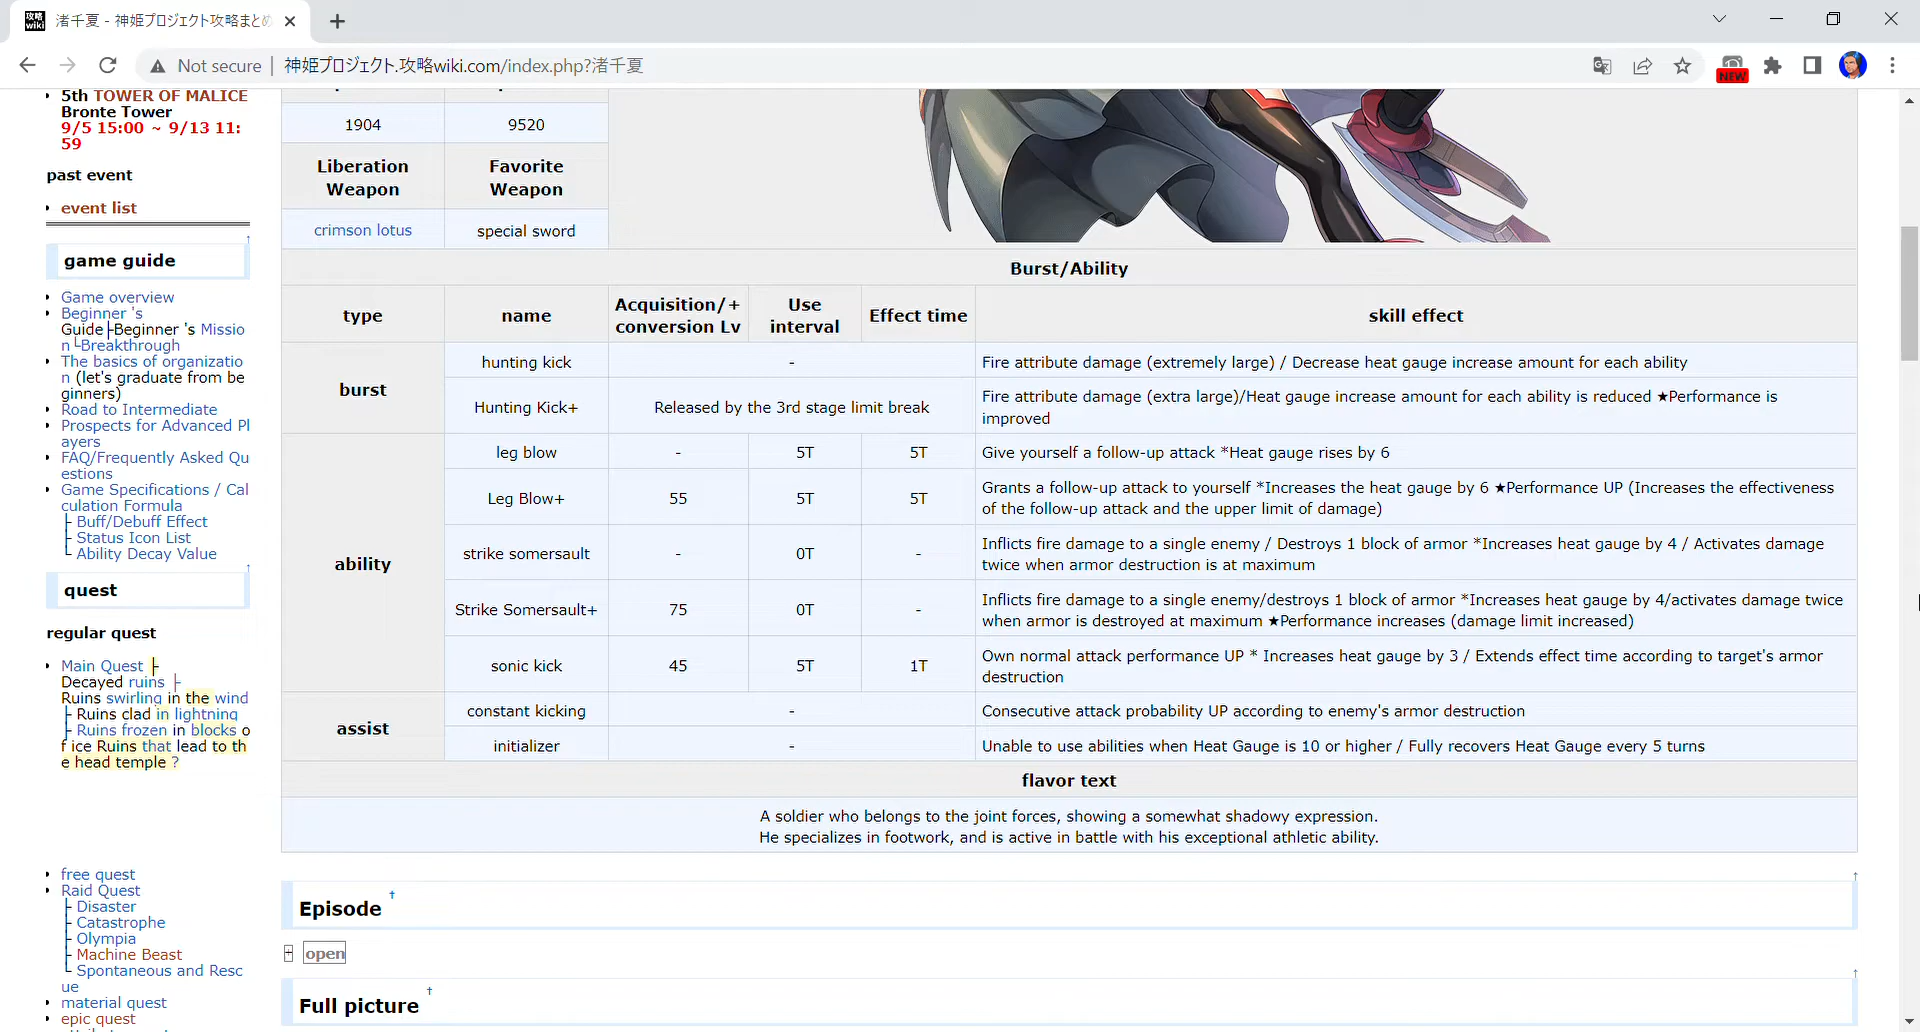 渚千夏 - 神姫プロジェクト攻略まとめ
Not secure
神姫プロジェクト.攻略wiki.com/index.php?渚千夏
NEW
5th TOWER OF MALICE
Bronte Tower
9/5 15:00 ~ 9/13 11:
59
past event
event list
↑
game guide
Game overview
Beginner 's
Guide├Beginner 's Missio
n└Breakthrough
The basics of organizatio
n (let's graduate from be
ginners)
Road to Intermediate
Prospects for Advanced Pl
ayers
FAQ/Frequently Asked Qu
estions
Game Specifications / Cal
culation Formula
├ Buff/Debuff Effect
├ Status Icon List
└ Ability Decay Value
↑
quest
regular quest
Main Quest ├
Decayed ruins ├
Ruins swirling in the wind
├ Ruins clad in lightning
├ Ruins frozen in blocks o
f ice Ruins that lead to th
e head temple ?
free quest
Raid Quest
├ Disaster
├ Catastrophe
├ Olympia
├ Machine Beast
└ Spontaneous and Resc
ue
material quest
epic quest
1904 9520
Liberation Weapon Favorite Weapon
crimson lotus special sword
Burst/Ability
type name Acquisition/+ conversion Lv Use interval Effect time skill effect
burst
hunting kick - Fire attribute damage (extremely large) / Decrease heat gauge increase amount for each ability
Hunting Kick+ Released by the 3rd stage limit break Fire attribute damage (extra large)/Heat gauge increase amount for each ability is reduced ★Performance is
improved
ability
leg blow - 5T 5T Give yourself a follow-up attack *Heat gauge rises by 6
Leg Blow+ 55 5T 5T Grants a follow-up attack to yourself *Increases the heat gauge by 6 ★Performance UP (Increases the effectiveness
of the follow-up attack and the upper limit of damage)
strike somersault - 0T - Inflicts fire damage to a single enemy / Destroys 1 block of armor *Increases heat gauge by 4 / Activates damage
twice when armor destruction is at maximum
Strike Somersault+ 75 0T - Inflicts fire damage to a single enemy/destroys 1 block of armor *Increases heat gauge by 4/activates damage twice
when armor is destroyed at maximum ★Performance increases (damage limit increased)
sonic kick 45 5T 1T Own normal attack performance UP * Increases heat gauge by 3 / Extends effect time according to target's armor
destruction
assist
constant kicking - Consecutive attack probability UP according to enemy's armor destruction
initializer - Unable to use abilities when Heat Gauge is 10 or higher / Fully recovers Heat Gauge every 5 turns
flavor text
A soldier who belongs to the joint forces, showing a somewhat shadowy expression.
He specializes in footwork, and is active in battle with his exceptional athletic ability.
↑
Episode †
+ open
↑
Full picture †